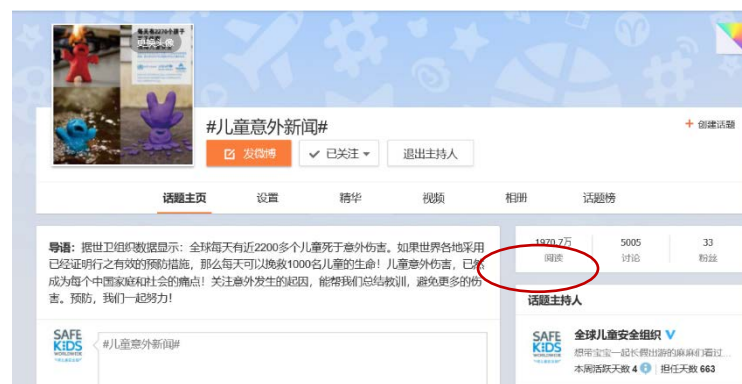 每天有2270个孩子
更换头像
#儿童意外新闻#
+ 创建话题
发微博
已关注
退出主持人
话题主页
设置
精华
视频
相册
话题榜
导语：据世卫组织数据显示：全球每天有近2200多个儿童死于意外伤害。如果世界各地采用
已经证明行之有效的预防措施，那么每天可以挽救1000名儿童的生命！儿童意外伤害，已然
成为每个中国家庭和社会的痛点！关注意外发生的起因，能帮我们总结教训，避免更多的伤
害。预防，我们一起努力！
1970.7万
阅读
5005
讨论
33
粉丝
话题主持人
SAFE
KIDS
WORLDWIDE
#儿童意外新闻#
SAFE
KIDS
WORLDWIDE
全球儿童安全组织 V
想带宝宝一起长假出游的麻麻们看过...
本周活跃天数 4
担任天数 663